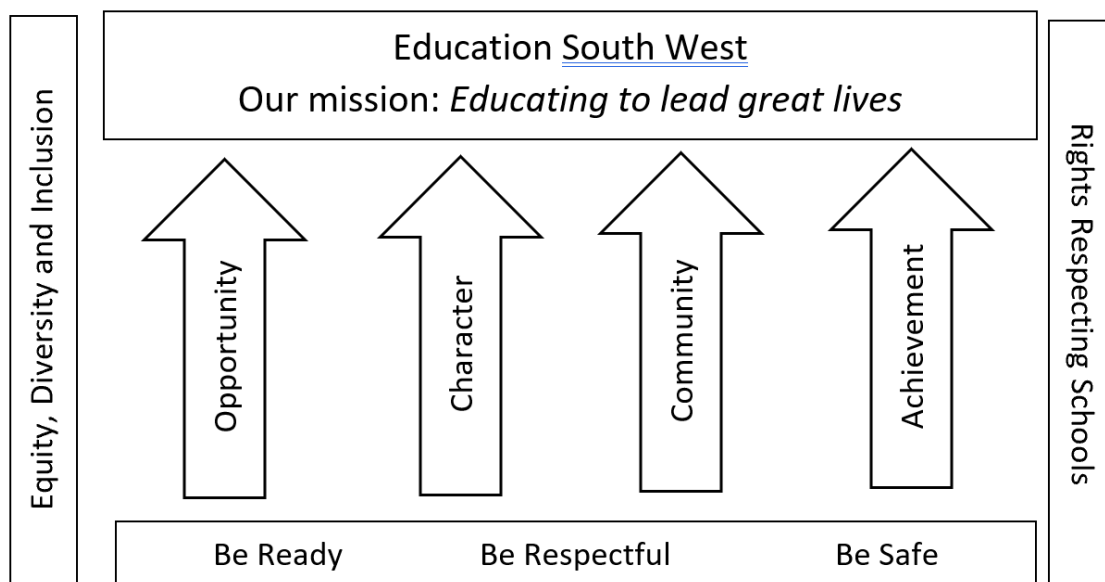 Education South West
Our mission: Educating to lead great lives
Equity, Diversity and Inclusion
Opportunity
Character
Community
Achievement
Rights Respecting Schools
Be Ready Be Respectful Be Safe